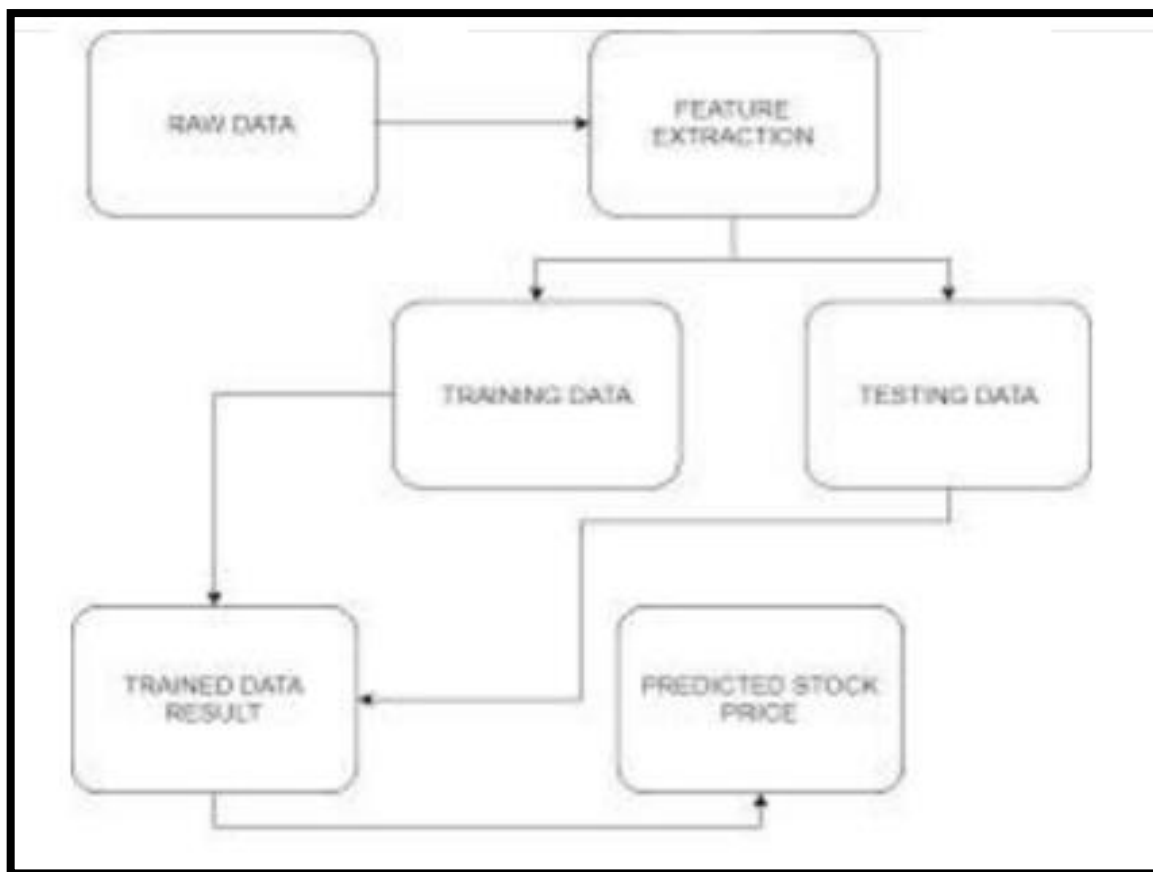 RAW DATA
FEATURE
EXTRACTION
TRAINING DATA
TESTING DATA
TRAINED DATA
RESULT
PREDICTED STOCK
PRICE